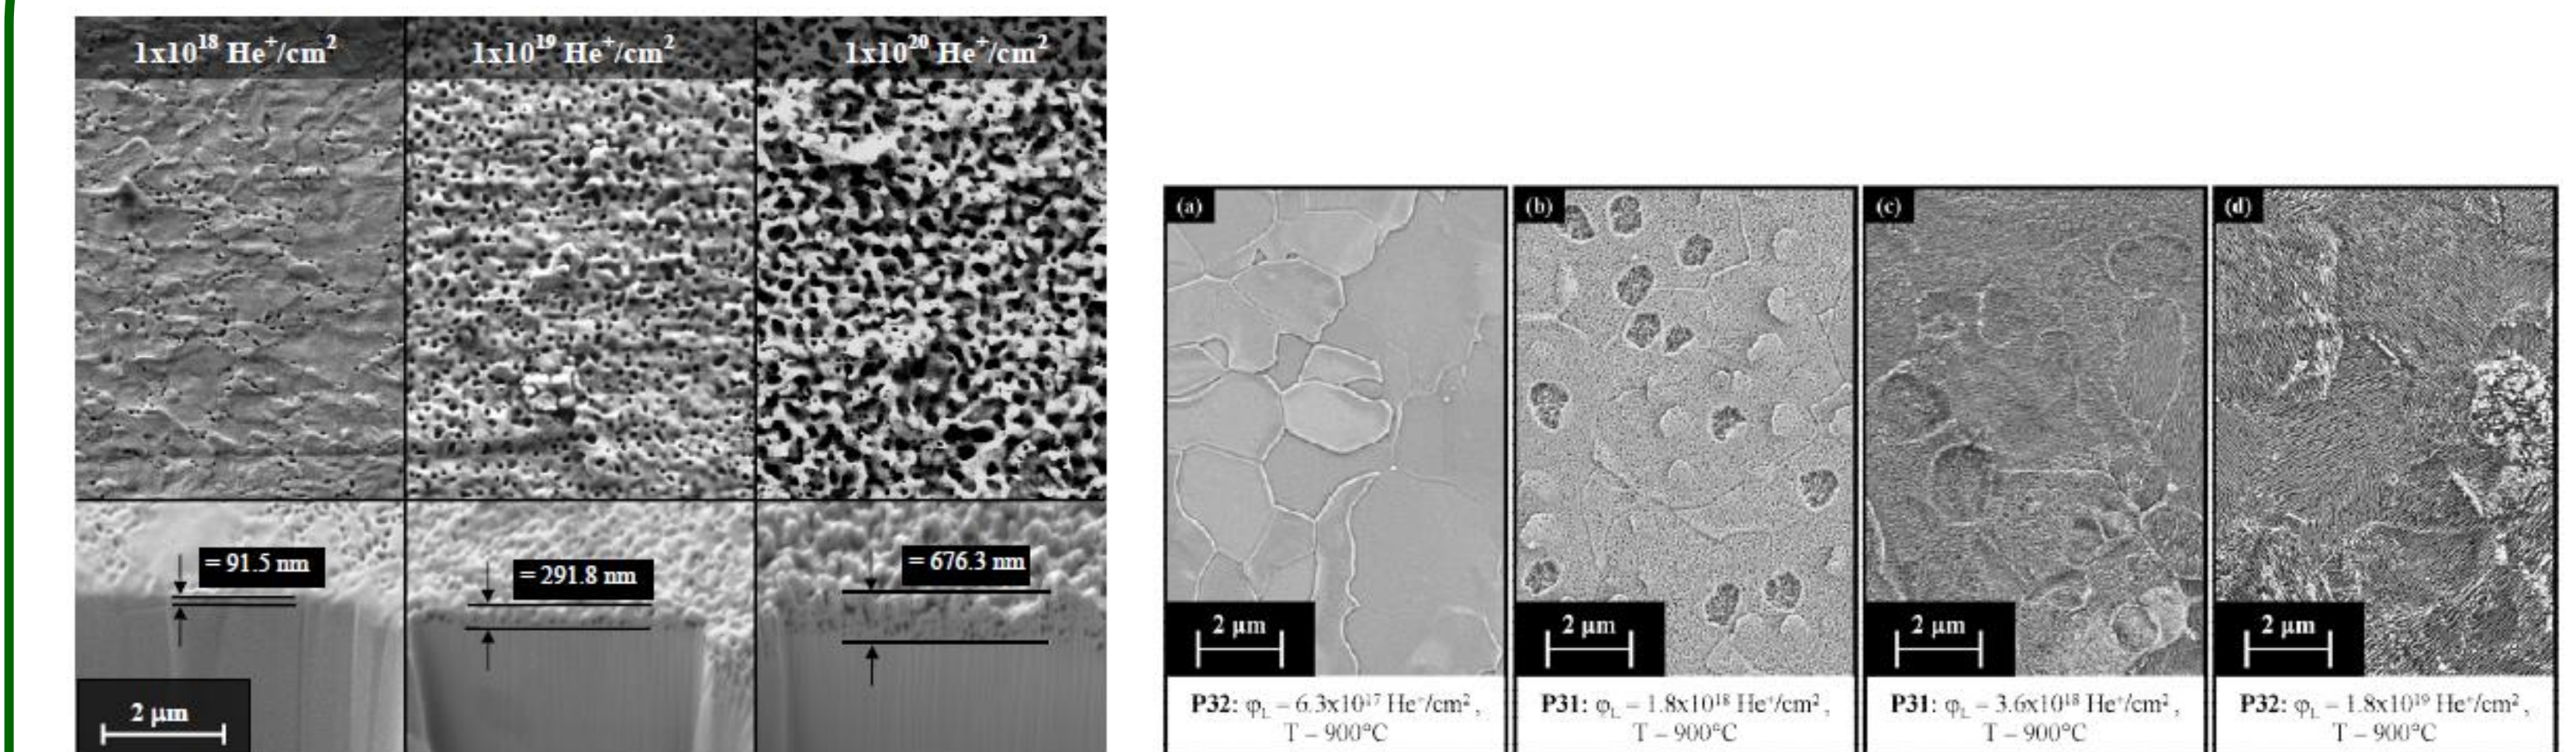 1x10¹⁸ He⁺/cm²
1x10¹⁹ He⁺/cm²
1x10²⁰ He⁺/cm²
= 91.5 nm
= 291.8 nm
= 676.3 nm
2 µm
(a)
(b)
(c)
(d)
2 µm
2 µm
2 µm
2 µm
P32: φL – 6.3x10¹⁷ He⁺/cm² ,
T – 900°C
P31: φL – 1.8x10¹⁸ He⁺/cm² ,
T – 900°C
P31: φL – 3.6x10¹⁸ He⁺/cm² ,
T – 900°C
P32: φL – 1.8x10¹⁹ He⁺/cm² ,
T – 900°C